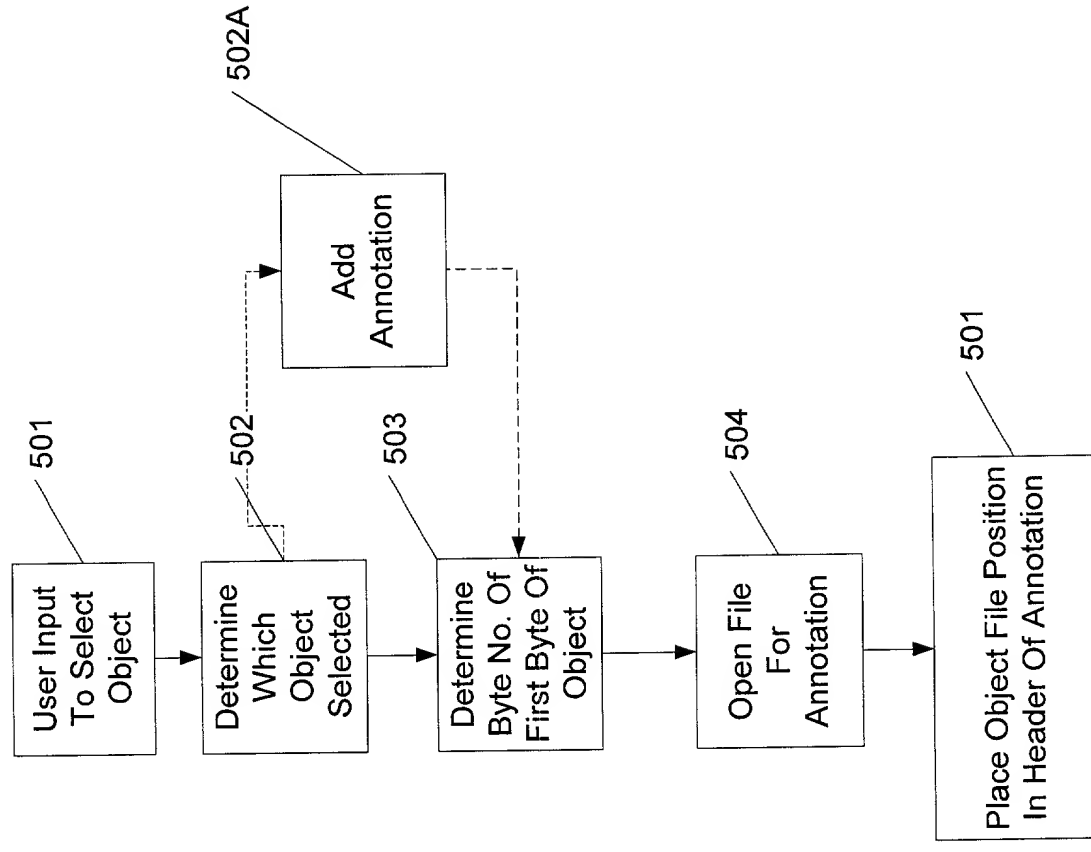 501
User Input
To Select
Object
502
Determine
Which
Object
Selected
502A
Add
Annotation
503
Determine
Byte No. Of
First Byte Of
Object
504
Open File
For
Annotation
501
Place Object File Position
In Header Of Annotation